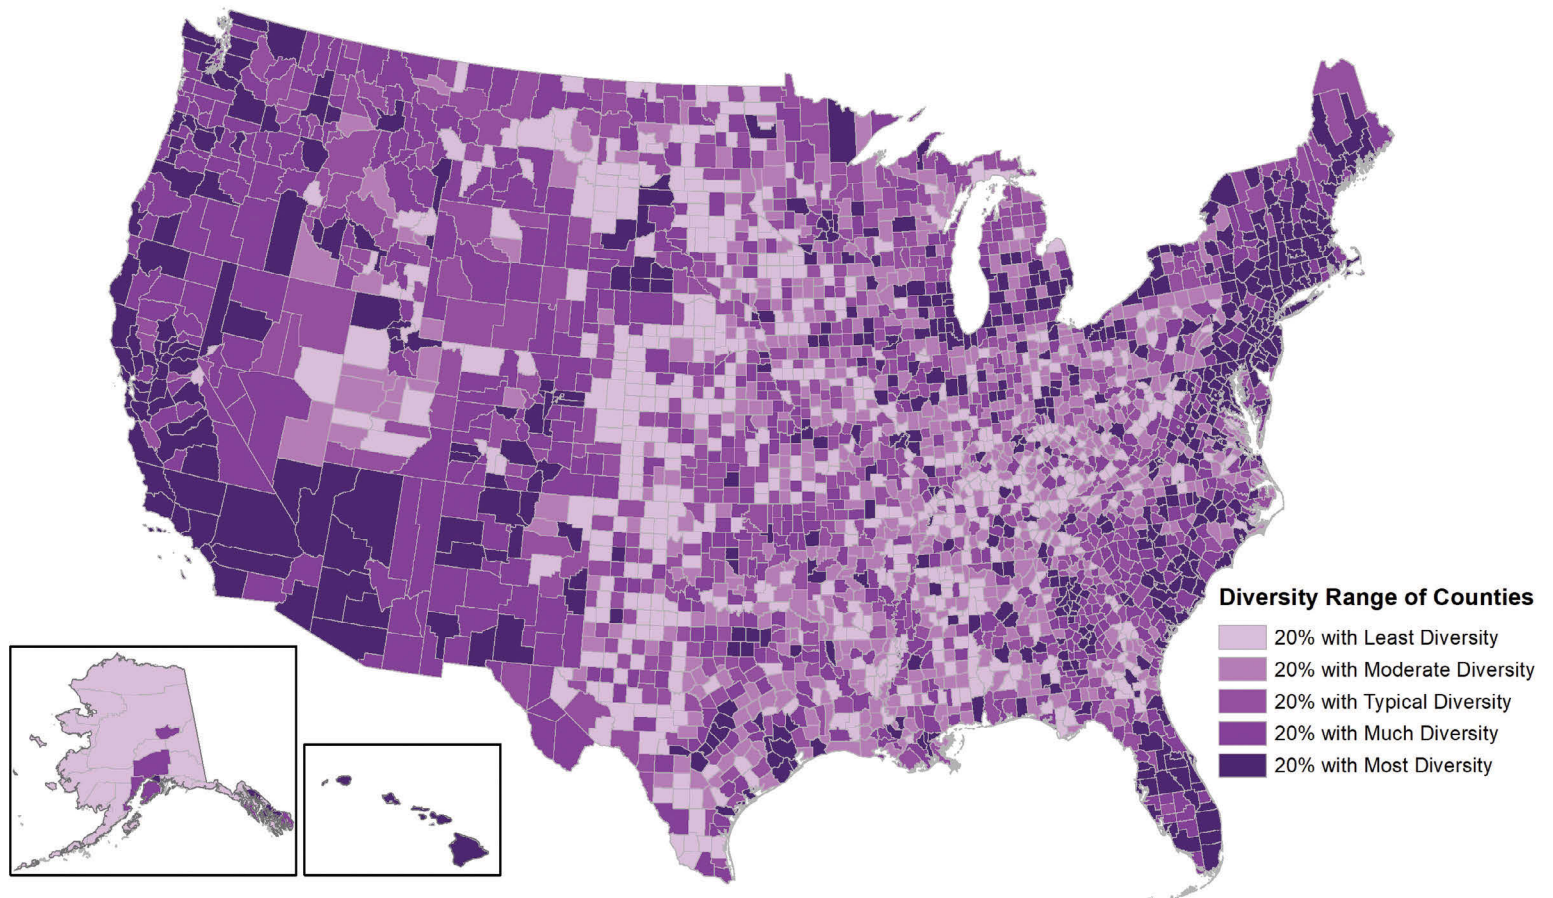 Diversity Range of Counties
20% with Least Diversity
20% with Moderate Diversity
20% with Typical Diversity
20% with Much Diversity
20% with Most Diversity